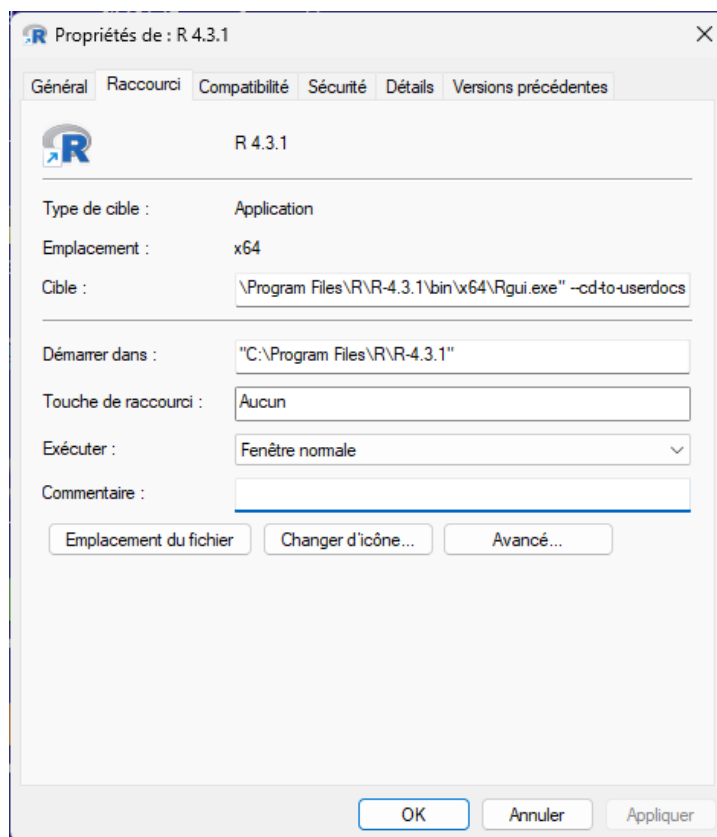 Propriétés de : R 4.3.1
Général Raccourci Compatibilité Sécurité Détails Versions précédentes
R 4.3.1
Type de cible : Application
Emplacement : x64
Cible : \Program Files\R\R-4.3.1\bin\x64\Rgui.exe" --cd-to-userdocs
Démarrer dans : "C:\Program Files\R\R-4.3.1"
Touche de raccourci : Aucun
Exécuter : Fenêtre normale
Commentaire :
Emplacement du fichier Changer d'icône... Avancé...
OK Annuler Appliquer